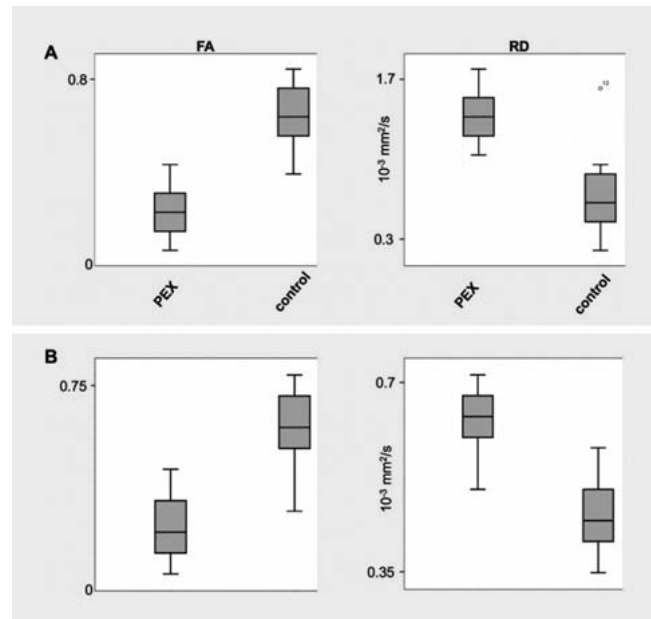 A
FA
RD
0.8
0
PEX
control
1.7
10⁻³ mm²/s
0.3
12
PEX
control
B
0.75
0
0.7
10⁻³ mm²/s
0.35